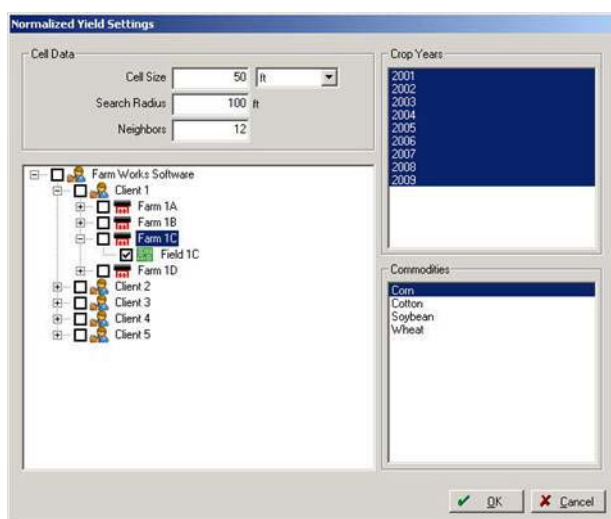 Normalized Yield Settings
Cell Data
Cell Size 50 ft
Search Radius 100 ft
Neighbors 12
Farm Works Software
Client 1
Farm 1A
Farm 1B
Farm 1C
Field 1C
Farm 1D
Client 2
Client 3
Client 4
Client 5
Crop Years
2001
2002
2003
2004
2005
2006
2007
2008
2009
Commodities
Corn
Cotton
Soybean
Wheat
OK Cancel